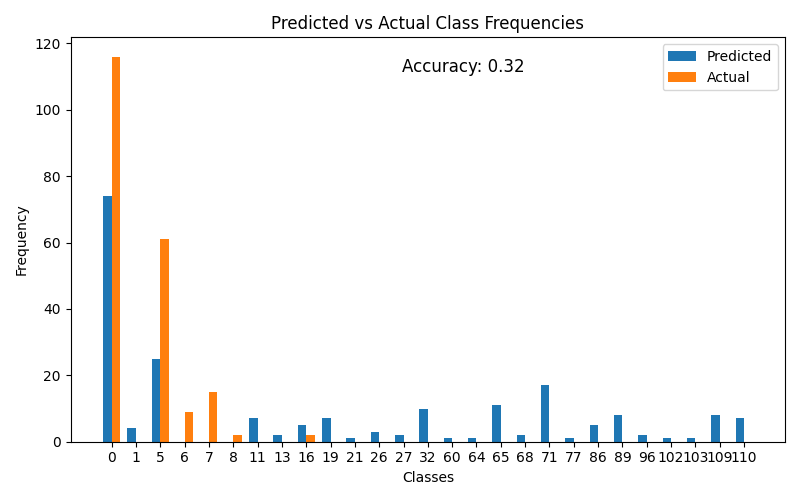 Predicted vs Actual Class Frequencies
Accuracy: 0.32
Predicted
Actual
Frequency
120
100
80
60
40
20
0
0 1 5 6 7 8 11 13 16 19 21 26 27 32 60 64 65 68 71 77 86 89 96 102 103 109 110
Classes